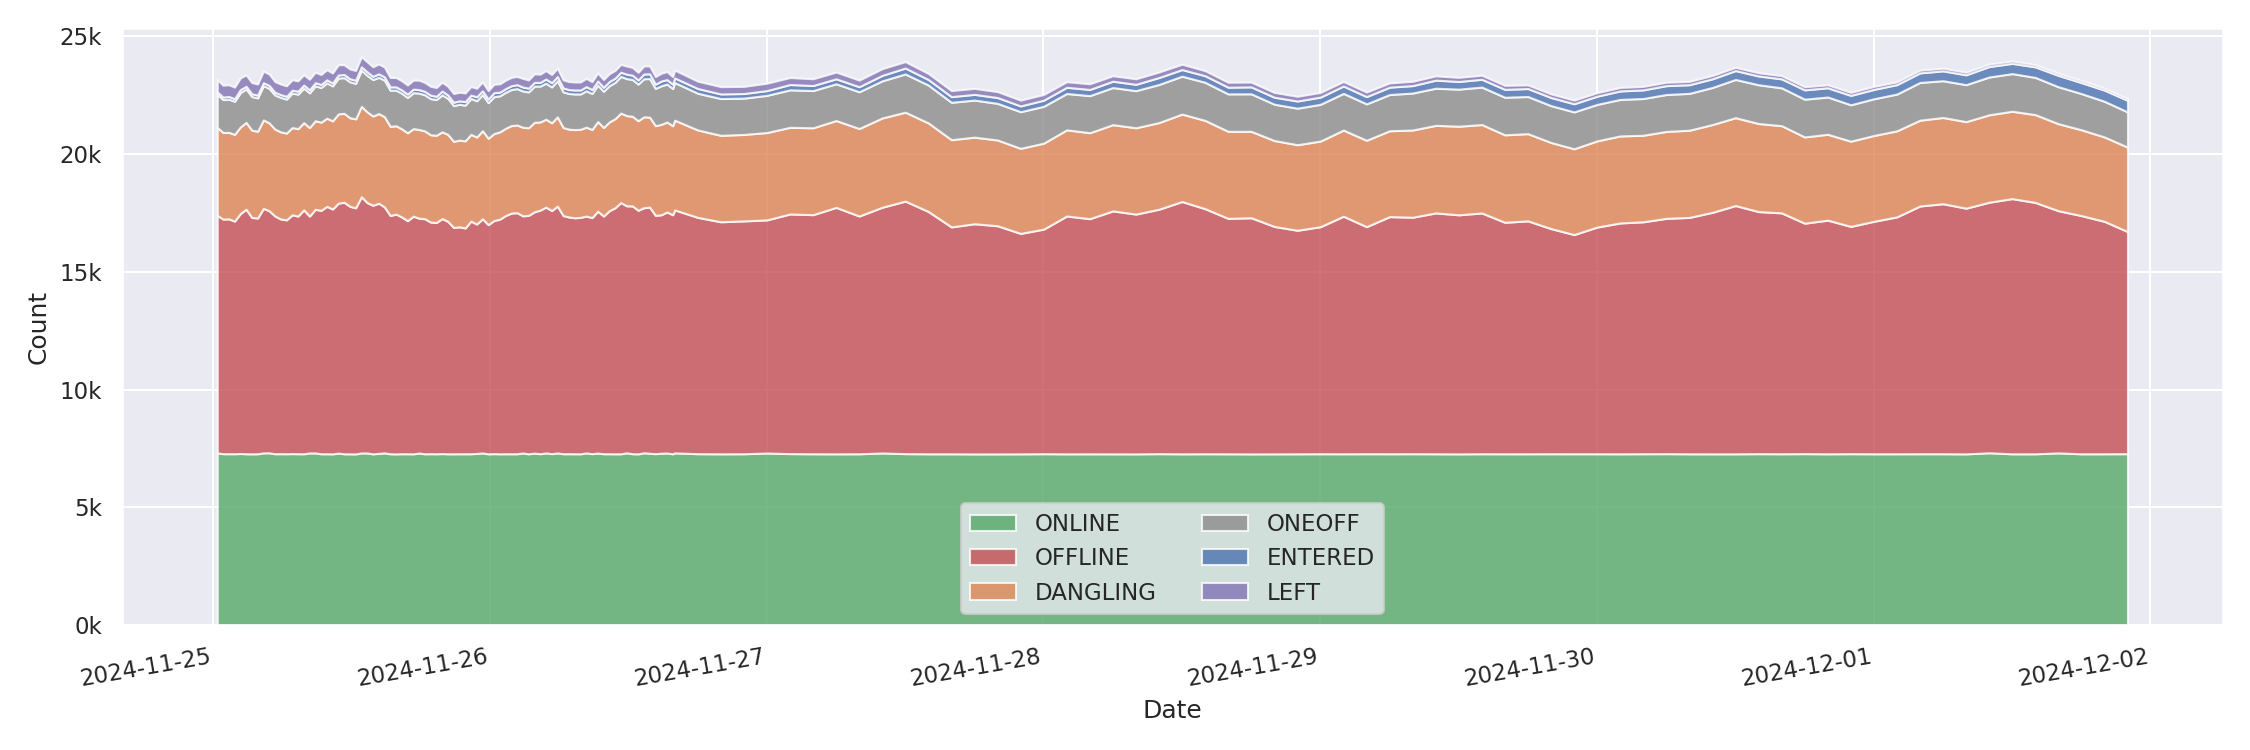 25k
20k
15k
10k
5k
0k
Count
ONLINE
OFFLINE
DANGLING
ONEOFF
ENTERED
LEFT
2024-11-25
2024-11-26
2024-11-27
2024-11-28
2024-11-29
2024-11-30
2024-12-01
2024-12-02
Date